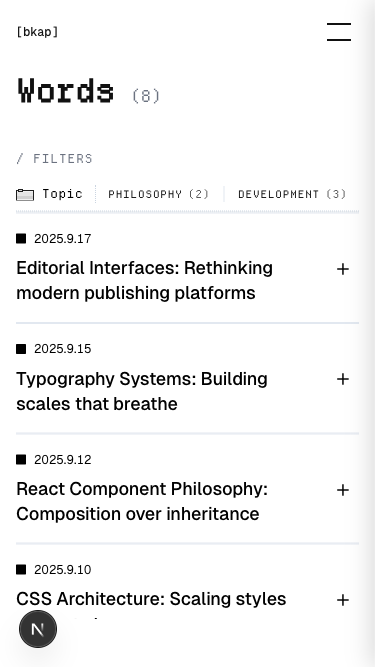 [bkap]
Words (8)
/ FILTERS
Topic PHILOSOPHY (2) DEVELOPMENT (3)
2025.9.17
Editorial Interfaces: Rethinking
modern publishing platforms
2025.9.15
Typography Systems: Building
scales that breathe
2025.9.12
React Component Philosophy:
Composition over inheritance
2025.9.10
CSS Architecture: Scaling styles
N